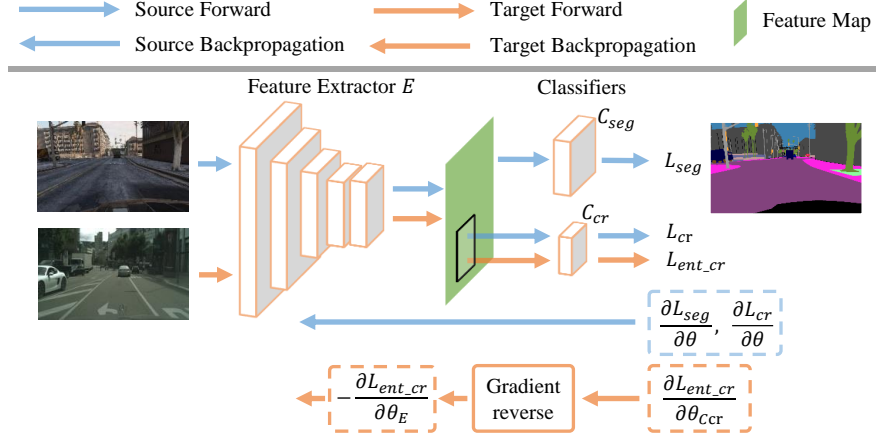 Source Forward
Target Forward
Feature Map
Source Backpropagation
Target Backpropagation
Feature Extractor E
Classifiers
C_seg
L_seg
C_cr
L_cr
L_ent_cr
∂L_seg/∂θ, ∂L_cr/∂θ
−∂L_ent_cr/∂θ_E
Gradient
reverse
∂L_ent_cr/∂θ_Ccr